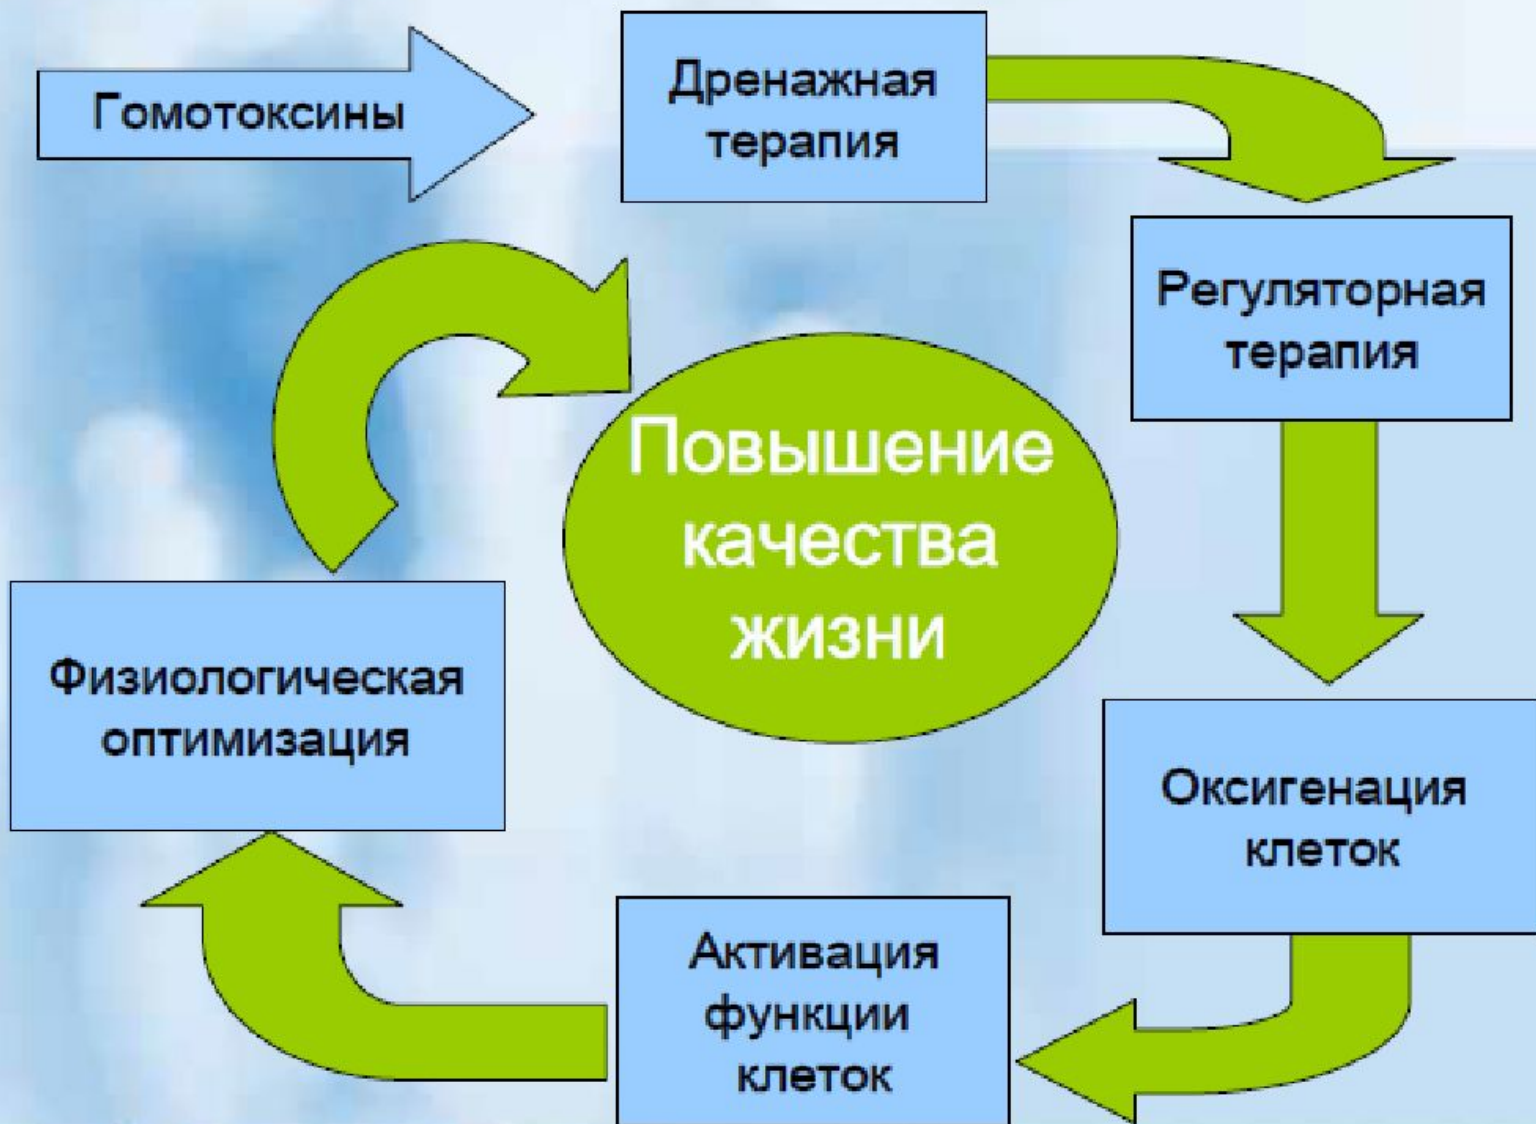 Гомотоксины
Дренажная
терапия
Регуляторная
терапия
Повышение
качества
жизни
Физиологическая
оптимизация
Оксигенация
клеток
Активация
функции
клеток